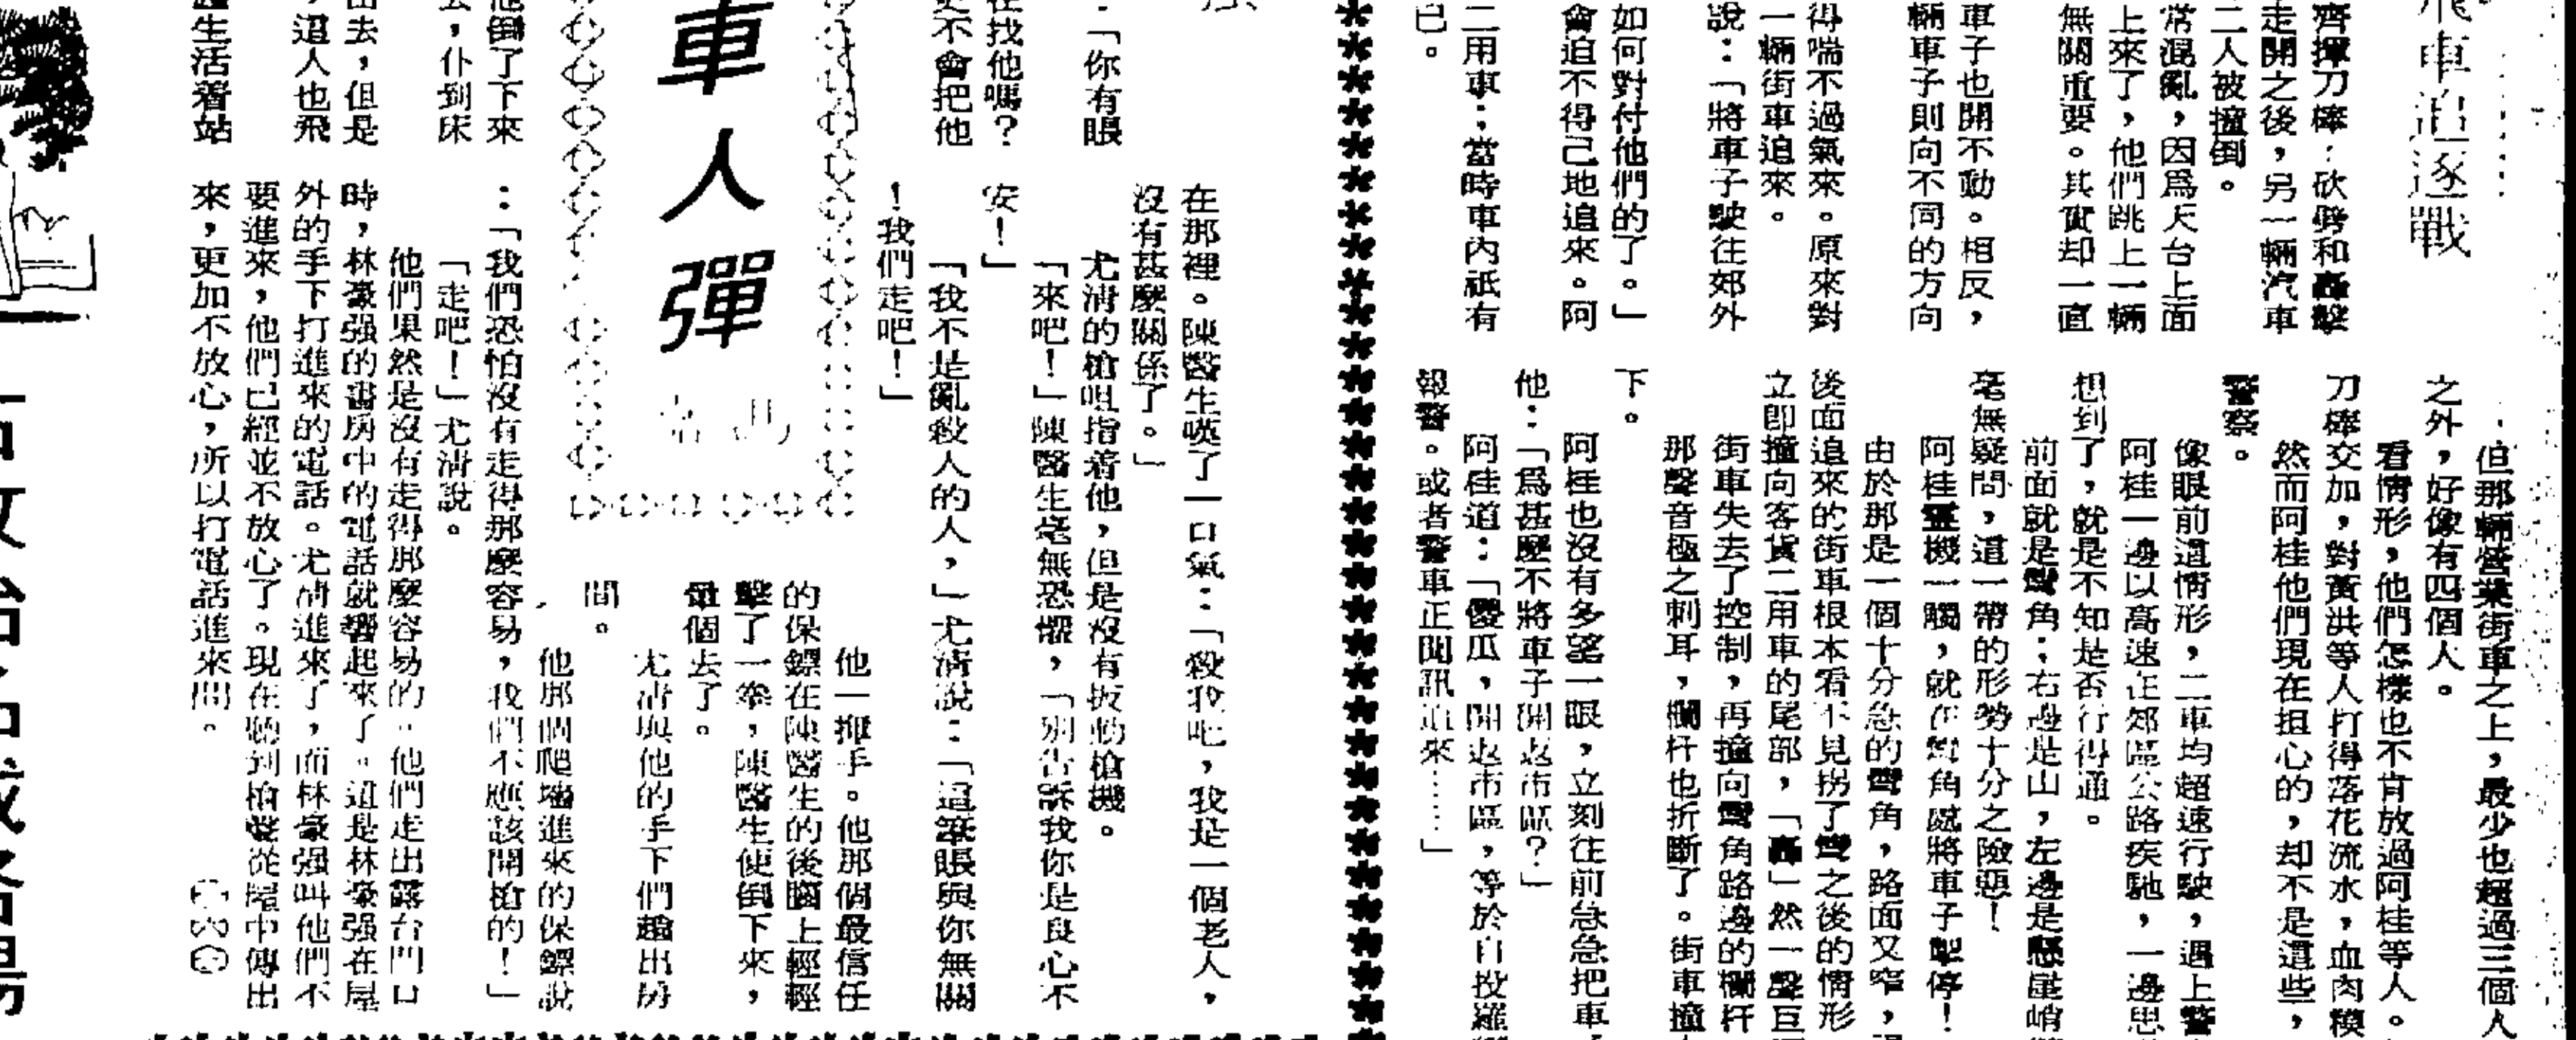 飛車追逐戰
齊揮刀棒，砍劈和轟擊
走開之後，另一輛汽車
二人被撞倒。
常混亂，因爲天台上面
上來了，他們跳上一輛
無關重要。其實却一直
車子也開不動。相反，
輛車子則向不同的方向
得喘不過氣來。原來對
一輛街車追來。
說：「將車子駛往郊外
如何對付他們的了。」
會迫不得已地追來。阿
二用車；當時車內祇有
已。
但那輛營業街車之上，最少也超過三個人
之外，好像有四個人。
看情形，他們怎樣也不肯放過阿桂等人。
刀棒交加，對黃洪等人打得落花流水，血肉模
然而阿桂他們現在担心的，却不是這些，
警察。
像眼前這情形，二車均超速行駛，遇上警
阿桂一邊以高速在郊區公路疾馳，一邊思
想到了，就是不知是否行得通。
前面就是彎角；右邊是山，左邊是懸崖峭
毫無疑問，這一帶的形勢十分之險惡！
阿桂靈機一觸，就在彎角處將車子掣停！
由於那是一個十分急的彎角，路面又窄，
後面追來的街車根本看不見拐了彎之後的情形
立即撞向客貨二用車的尾部，「轟」然一聲巨
街車失去了控制，再撞向彎角路邊的欄杆
那聲音極之刺耳，欄杆也折斷了。街車撞
下。
阿桂也沒有多望一眼，立刻往前急急把車
他：「爲甚麼不將車子開返市區？」
阿桂道：「傻瓜，開返市區，等於自投羅
報警。或者警車正聞訊追來……」
：「你有眼
在找他嗎？
更不會把他
在那裡。陳醫生嘆了一口氣：「殺我吧，我是一個老人，
沒有甚麼關係了。」
尤清的槍咀指着他，但是沒有扳動槍機。
「來吧！」陳醫生毫無恐懼，「別告訴我你是良心不
安！」
「我不是亂殺人的人，」尤清說：「這筆賬與你無關
！我們走吧！」
車人彈
他一揮手。他那個最信任
的保鏢在陳醫生的後腦上輕輕
擊了一拳，陳醫生便倒下來，
暈個去了。
尤清與他的手下們趨出房
間。
他那個爬墻進來的保鏢說
：「我們恐怕沒有走得那麼容易，我們不應該開槍的！」
「走吧！」尤清說。
他們果然是沒有走得那麼容易的。他們走出露台門口
時，林豪强的書房中的電話就響起來了。這是林豪强在屋
外的手下打進來的電話。尤清進來了，而林豪强叫他們不
要進來，他們已經並不放心了。現在聽到槍聲從屋中傳出
來，更加不放心，所以打電話進來問。
他倒了下來
去，仆到床
出去，但是
，這人也飛
生活着站